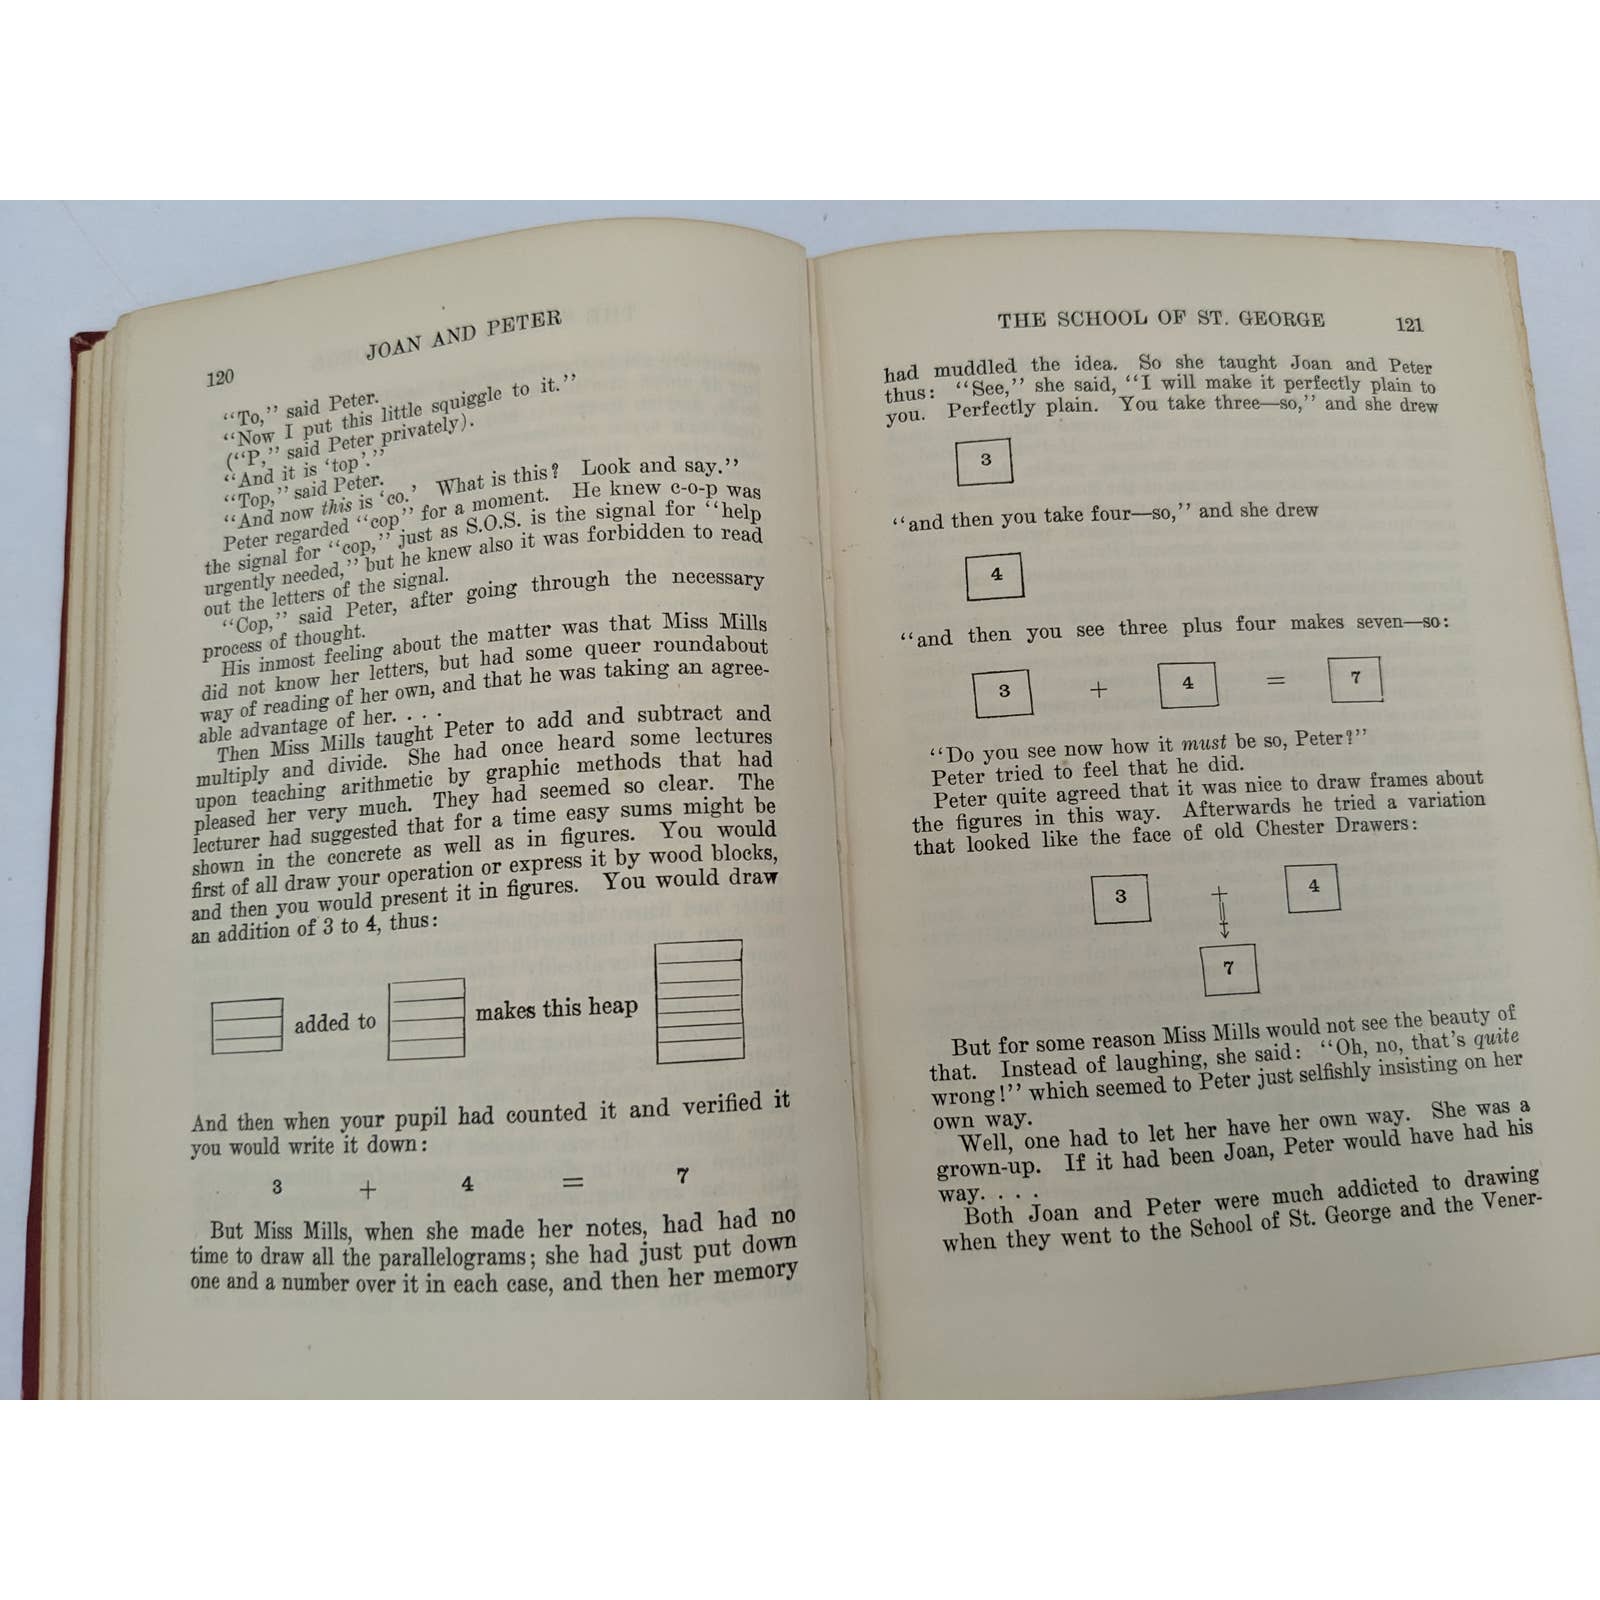 120
JOAN AND PETER
“To,” said Peter.
“Now I put this little squiggle to it.”
(“P,” said Peter privately).
“And it is ‘top’.”
“Top,” said Peter.
“And now this is ‘co.’ What is this? Look and say.”
Peter regarded “cop” for a moment. He knew c-o-p was
the signal for “cop,” just as S.O.S. is the signal for “help
urgently needed,” but he knew also it was forbidden to read
out the letters of the signal.
“Cop,” said Peter, after going through the necessary
process of thought.
His inmost feeling about the matter was that Miss Mills
did not know her letters, but had some queer roundabout
way of reading of her own, and that he was taking an agree-
able advantage of her. . . .
Then Miss Mills taught Peter to add and subtract and
multiply and divide. She had once heard some lectures
upon teaching arithmetic by graphic methods that had
pleased her very much. They had seemed so clear. The
lecturer had suggested that for a time easy sums might be
shown in the concrete as well as in figures. You would
first of all draw your operation or express it by wood blocks,
and then you would present it in figures. You would draw
an addition of 3 to 4, thus:
added to makes this heap
And then when your pupil had counted it and verified it
you would write it down:
3 + 4 = 7
But Miss Mills, when she made her notes, had had no
time to draw all the parallelograms; she had just put down
one and a number over it in each case, and then her memory
THE SCHOOL OF ST. GEORGE 121
had muddled the idea. So she taught Joan and Peter
thus: “See,” she said, “I will make it perfectly plain to
you. Perfectly plain. You take three—so,” and she drew
3
“and then you take four—so,” and she drew
4
“and then you see three plus four makes seven—so:
3 + 4 = 7
“Do you see now how it must be so, Peter?”
Peter tried to feel that he did.
Peter quite agreed that it was nice to draw frames about
the figures in this way. Afterwards he tried a variation
that looked like the face of old Chester Drawers:
3 + 4
7
But for some reason Miss Mills would not see the beauty of
that. Instead of laughing, she said: “Oh, no, that’s quite
wrong!” which seemed to Peter just selfishly insisting on her
own way.
Well, one had to let her have her own way. She was a
grown-up. If it had been Joan, Peter would have had his
way. . . .
Both Joan and Peter were much addicted to drawing
when they went to the School of St. George and the Vener-